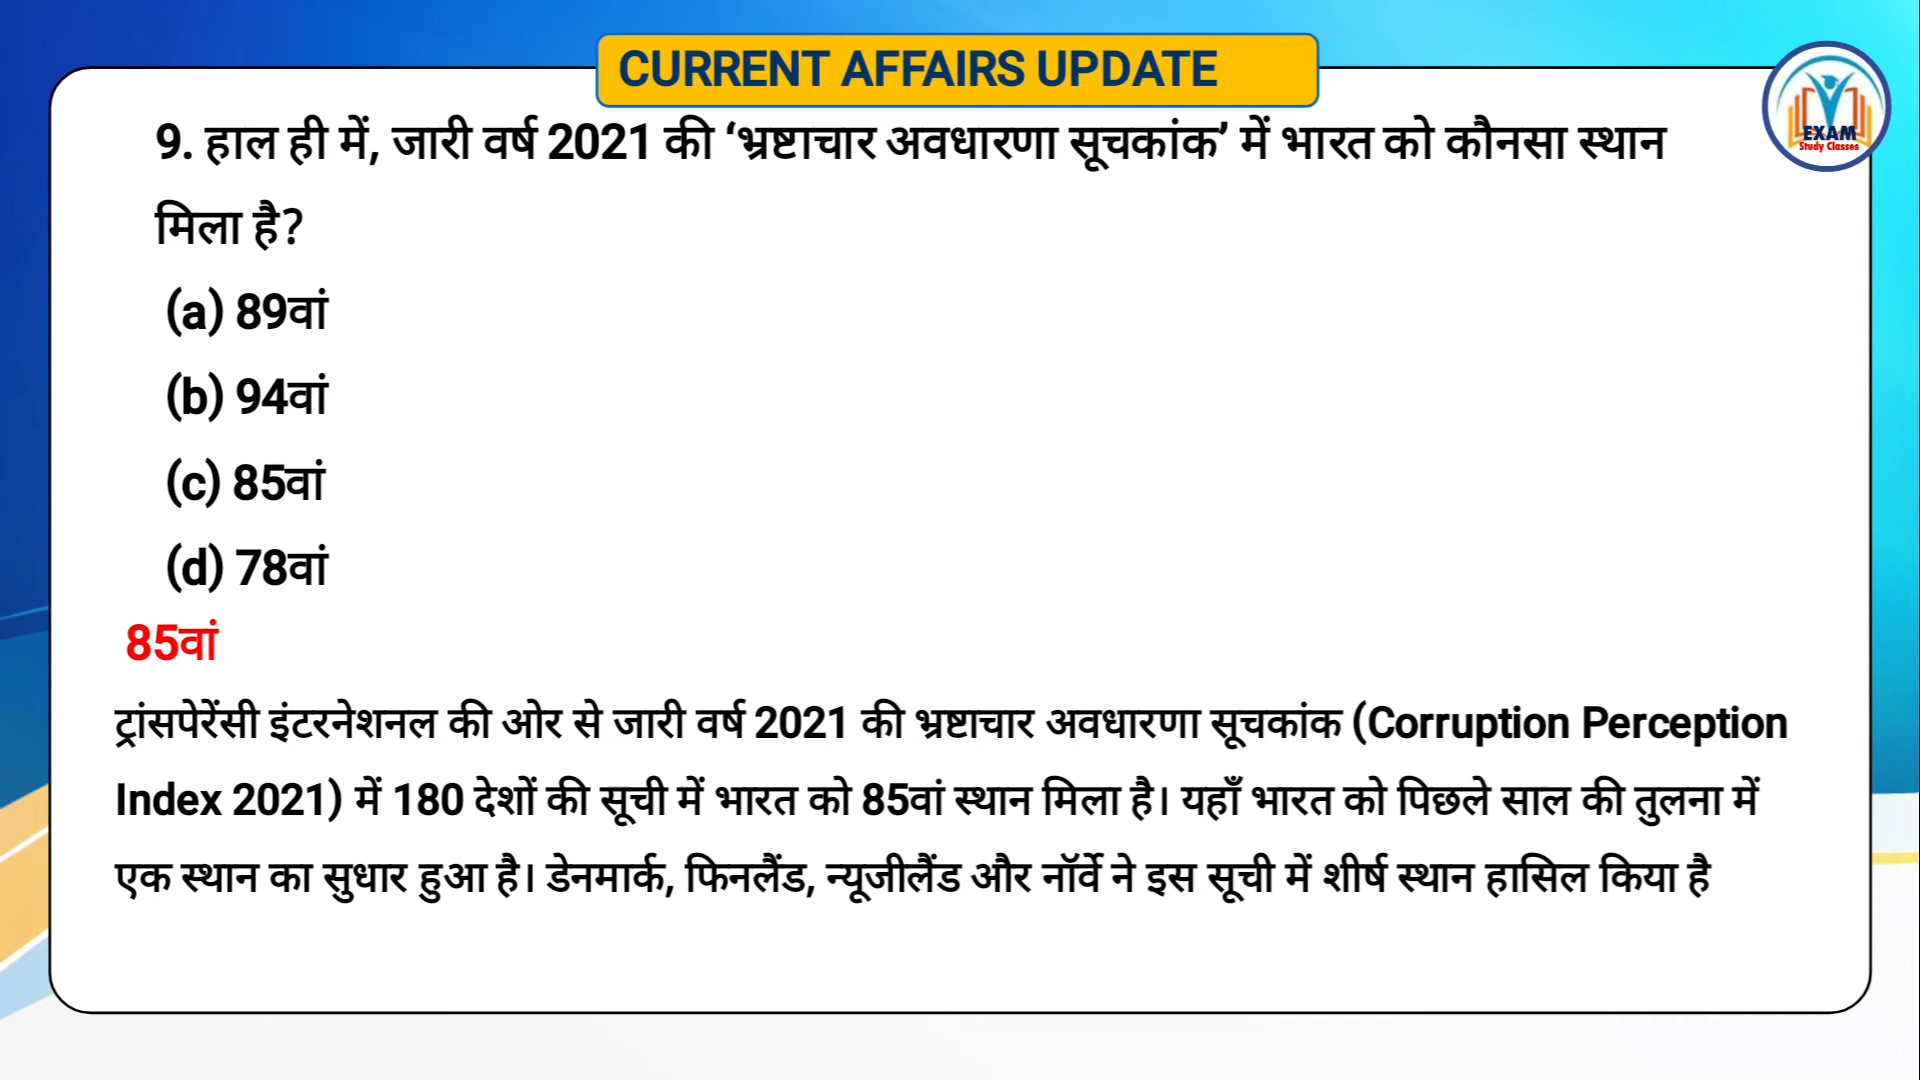 CURRENT AFFAIRS UPDATE
EXAM
Study Classes
9. हाल ही में, जारी वर्ष 2021 की ‘भ्रष्टाचार अवधारणा सूचकांक’ में भारत को कौनसा स्थान
मिला है?
(a) 89वां
(b) 94वां
(c) 85वां
(d) 78वां
85वां
ट्रांसपेरेंसी इंटरनेशनल की ओर से जारी वर्ष 2021 की भ्रष्टाचार अवधारणा सूचकांक (Corruption Perception
Index 2021) में 180 देशों की सूची में भारत को 85वां स्थान मिला है। यहाँ भारत को पिछले साल की तुलना में
एक स्थान का सुधार हुआ है। डेनमार्क, फिनलैंड, न्यूजीलैंड और नॉर्वे ने इस सूची में शीर्ष स्थान हासिल किया है